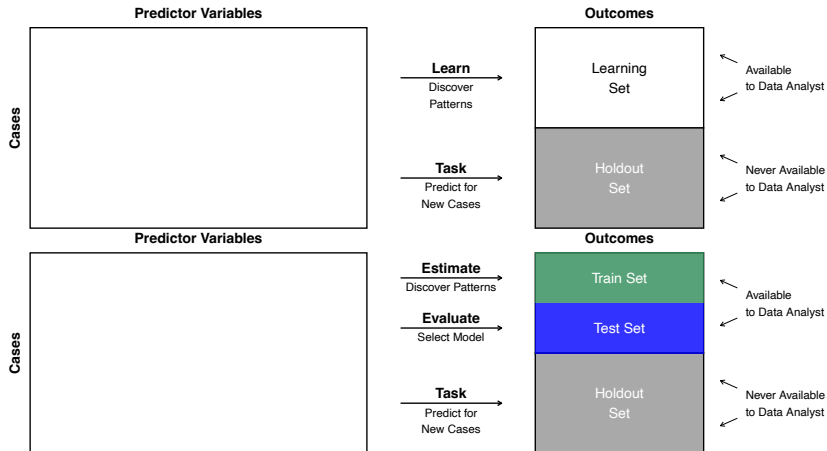 Predictor Variables
Outcomes
Cases
Learn
Discover
Patterns
Learning
Set
Available
to Data Analyst
Task
Predict for
New Cases
Holdout
Set
Never Available
to Data Analyst
Predictor Variables
Outcomes
Cases
Estimate
Discover Patterns
Train Set
Available
to Data Analyst
Evaluate
Select Model
Test Set
Task
Predict for
New Cases
Holdout
Set
Never Available
to Data Analyst